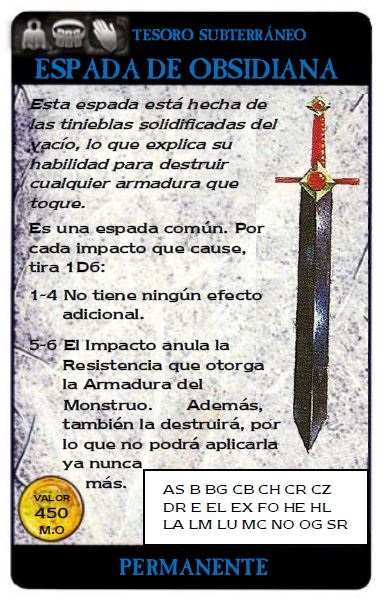 TESORO SUBTERRÁNEO
ESPADA DE OBSIDIANA
Esta espada está hecha de
las tinieblas solidificadas del
vacío, lo que explica su
habilidad para destruir
cualquier armadura que
toque.
Es una espada común. Por
cada impacto que cause,
tira 1D6:
1-4 No tiene ningún efecto
adicional.
5-6 El Impacto anula la
Resistencia que otorga
la Armadura del
Monstruo. Además,
también la destruirá, por
lo que no podrá aplicarla
ya nunca
más.
VALOR
450
M.O
AS B BG CB CH CR CZ
DR E EL EX FO HE HL
LA LM LU MC NO OG SR
PERMANENTE